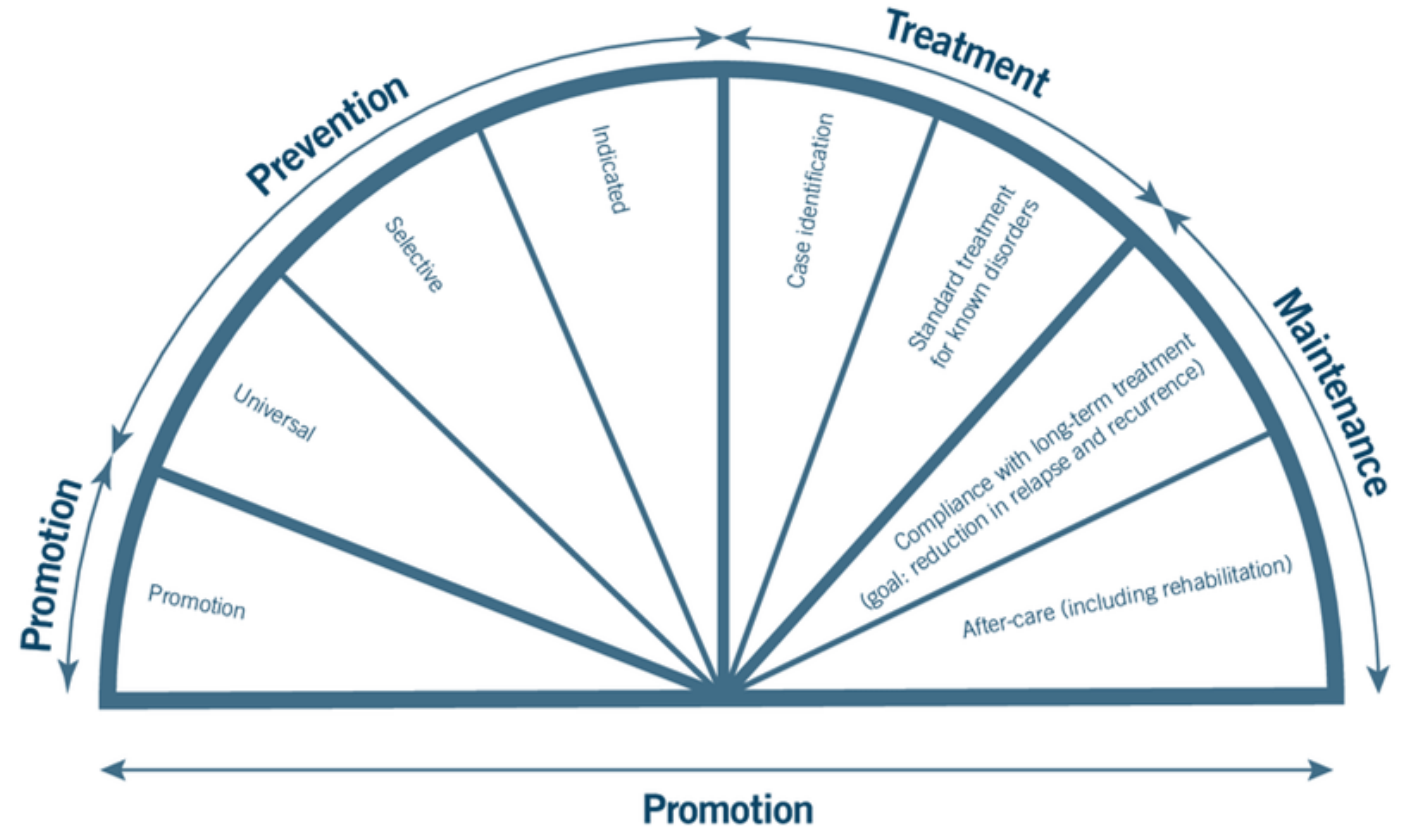 Promotion
Prevention
Treatment
Maintenance
Promotion
Universal
Selective
Indicated
Case identification
Standard treatment
for known disorders
Compliance with long-term treatment
(goal: reduction in relapse and recurrence)
After-care (including rehabilitation)
Promotion